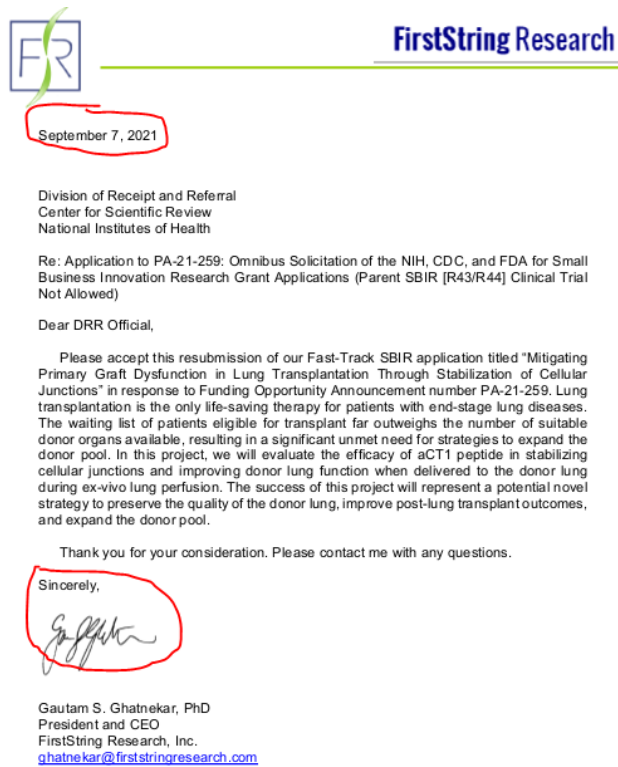 FSR
FirstString Research
September 7, 2021
Division of Receipt and Referral
Center for Scientific Review
National Institutes of Health
Re: Application to PA-21-259: Omnibus Solicitation of the NIH, CDC, and FDA for Small
Business Innovation Research Grant Applications (Parent SBIR [R43/R44] Clinical Trial
Not Allowed)
Dear DRR Official,
Please accept this resubmission of our Fast-Track SBIR application titled “Mitigating
Primary Graft Dysfunction in Lung Transplantation Through Stabilization of Cellular
Junctions” in response to Funding Opportunity Announcement number PA-21-259. Lung
transplantation is the only life-saving therapy for patients with end-stage lung diseases.
The waiting list of patients eligible for transplant far outweighs the number of suitable
donor organs available, resulting in a significant unmet need for strategies to expand the
donor pool. In this project, we will evaluate the efficacy of aCT1 peptide in stabilizing
cellular junctions and improving donor lung function when delivered to the donor lung
during ex-vivo lung perfusion. The success of this project will represent a potential novel
strategy to preserve the quality of the donor lung, improve post-lung transplant outcomes,
and expand the donor pool.
Thank you for your consideration. Please contact me with any questions.
Sincerely,
Gautam S. Ghatnekar, PhD
President and CEO
FirstString Research, Inc.
ghatnekar@firststringresearch.com